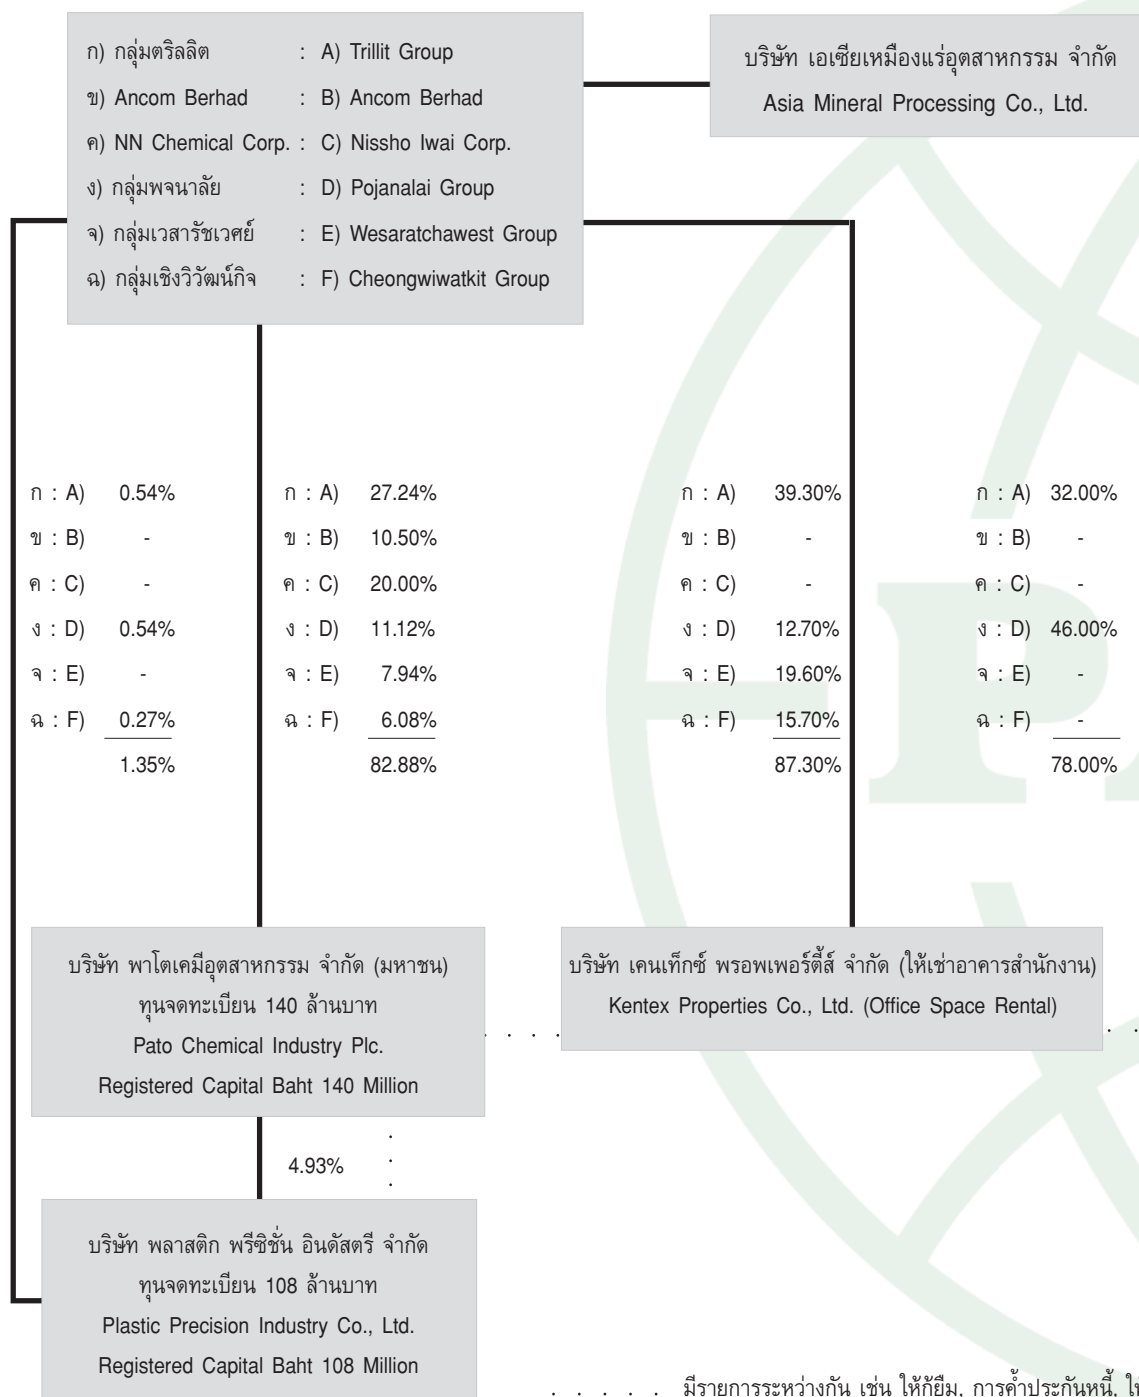 ก) กลุ่มตริลลิต : A) Trillit Group
ข) Ancom Berhad : B) Ancom Berhad
ค) NN Chemical Corp. : C) Nissho Iwai Corp.
ง) กลุ่มพจนาลัย : D) Pojanalai Group
จ) กลุ่มเวสารัชเวศย์ : E) Wesaratchawest Group
ฉ) กลุ่มเชิงวิวัฒน์กิจ : F) Cheongwiwatkit Group
บริษัท เอเซียเหมืองแร่อุตสาหกรรม จำกัด
Asia Mineral Processing Co., Ltd.
ก : A) 0.54%
ข : B) -
ค : C) -
ง : D) 0.54%
จ : E) -
ฉ : F) 0.27%
1.35%
ก : A) 27.24%
ข : B) 10.50%
ค : C) 20.00%
ง : D) 11.12%
จ : E) 7.94%
ฉ : F) 6.08%
82.88%
ก : A) 39.30%
ข : B) -
ค : C) -
ง : D) 12.70%
จ : E) 19.60%
ฉ : F) 15.70%
87.30%
ก : A) 32.00%
ข : B) -
ค : C) -
ง : D) 46.00%
จ : E) -
ฉ : F) -
78.00%
บริษัท พาโตเคมีอุตสาหกรรม จำกัด (มหาชน)
ทุนจดทะเบียน 140 ล้านบาท
Pato Chemical Industry Plc.
Registered Capital Baht 140 Million
บริษัท เคนเท็กซ์ พรอพเพอร์ตี้ส์ จำกัด (ให้เช่าอาคารสำนักงาน)
Kentex Properties Co., Ltd. (Office Space Rental)
4.93%
บริษัท พลาสติก พรีซิชั่น อินดัสตรี จำกัด
ทุนจดทะเบียน 108 ล้านบาท
Plastic Precision Industry Co., Ltd.
Registered Capital Baht 108 Million
. . . . . มีรายการระหว่างกัน เช่น ให้กู้ยืม, การค้ำประกันหนี้,